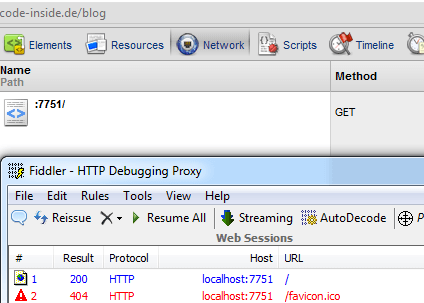 code-inside.de/blog
Elements Resources Network Scripts Timeline
Name Method
Path
:7751/
GET
Fiddler - HTTP Debugging Proxy
File Edit Rules Tools View Help
Reissue Resume All Streaming AutoDecode P
Web Sessions
# Result Protocol Host URL
1 200 HTTP localhost:7751 /
2 404 HTTP localhost:7751 /favicon.ico